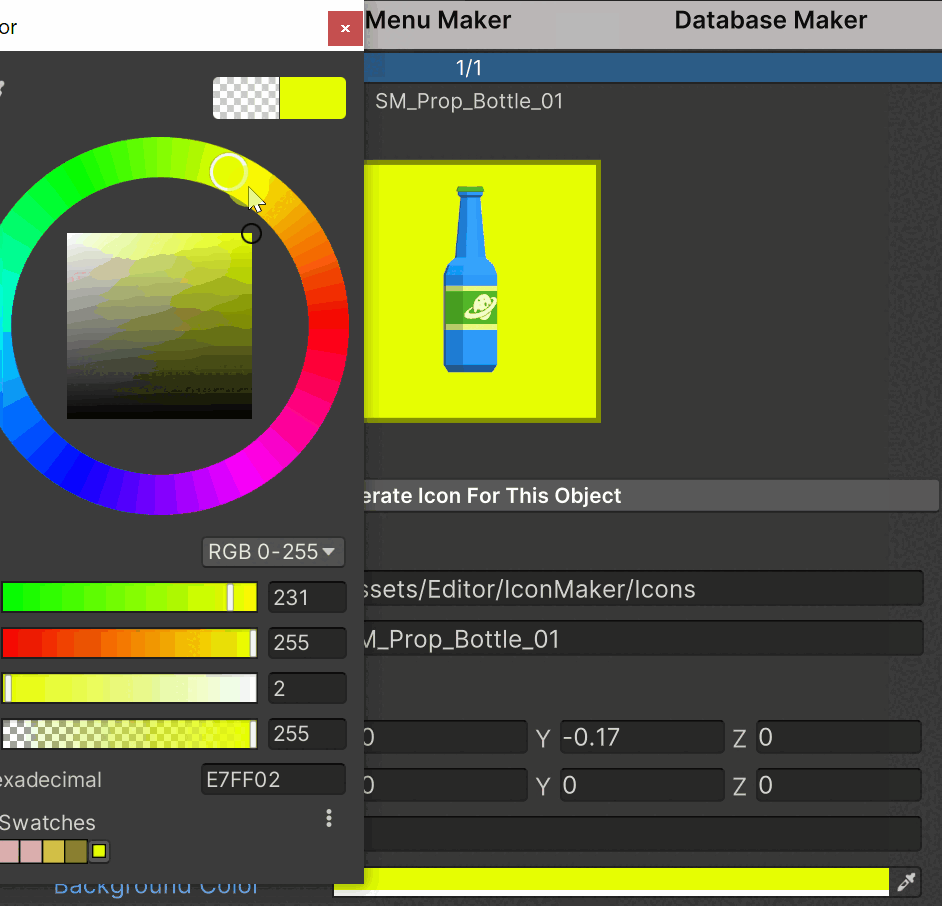 or
×
Menu Maker
Database Maker
1/1
SM_Prop_Bottle_01
erate Icon For This Object
RGB 0-255
231
ssets/Editor/IconMaker/Icons
255
M_Prop_Bottle_01
2
255
0 Y -0.17 Z 0
exadecimal E7FF02
0 Y 0 Z 0
Swatches
Background Color